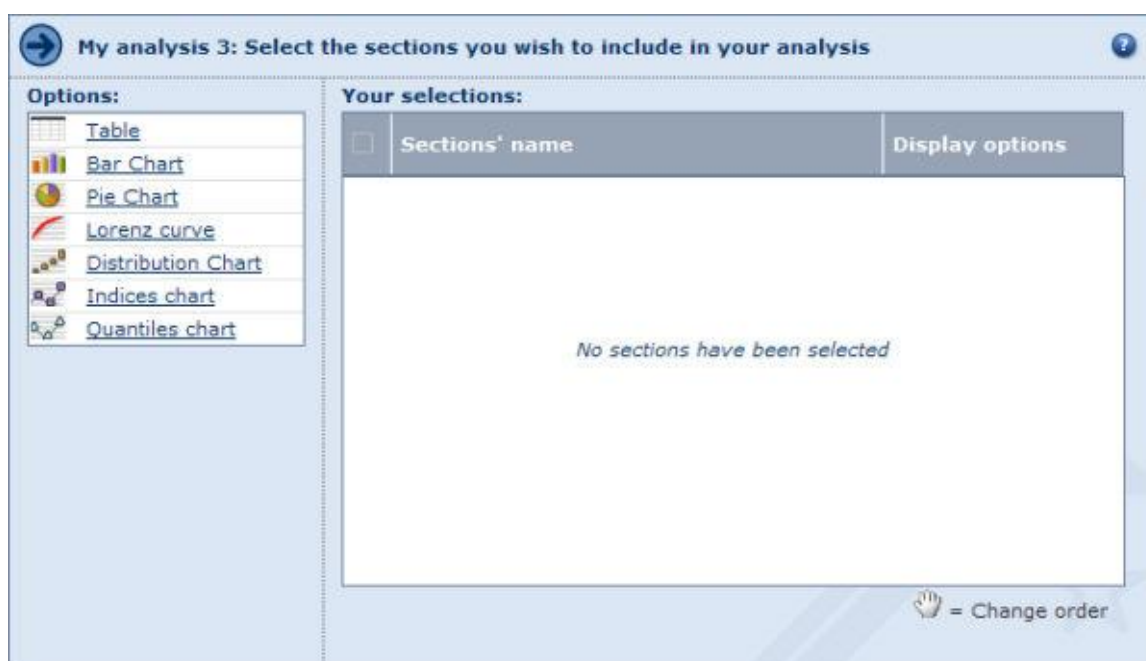 My analysis 3: Select the sections you wish to include in your analysis
?
Options:
Table
Bar Chart
Pie Chart
Lorenz curve
Distribution Chart
Indices chart
Quantiles chart
Your selections:
Sections' name
Display options
No sections have been selected
= Change order